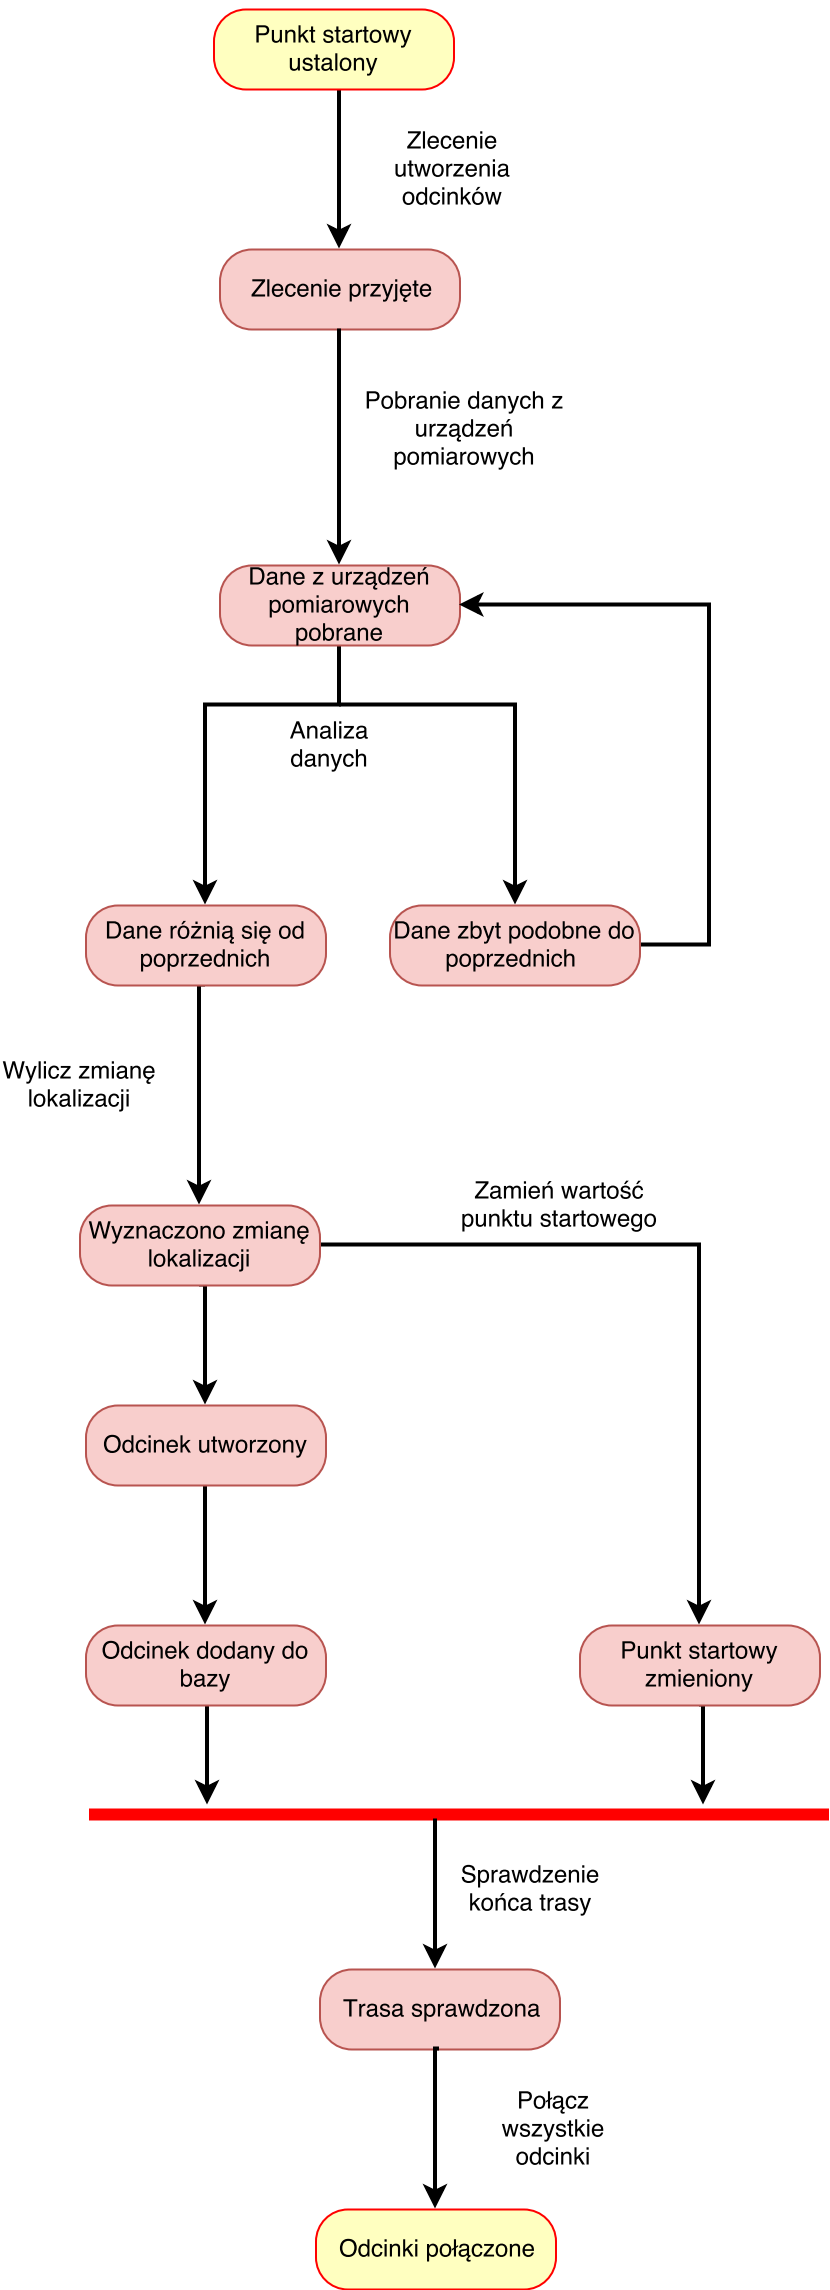 Punkt startowy
ustalony
Zlecenie
utworzenia
odcinków
Zlecenie przyjęte
Pobranie danych z
urządzeń
pomiarowych
Dane z urządzeń
pomiarowych
pobrane
Analiza
danych
Dane różnią się od
poprzednich
Dane zbyt podobne do
poprzednich
Wylicz zmianę
lokalizacji
Zamień wartość
punktu startowego
Wyznaczono zmianę
lokalizacji
Odcinek utworzony
Odcinek dodany do
bazy
Punkt startowy
zmieniony
Sprawdzenie
końca trasy
Trasa sprawdzona
Połącz
wszystkie
odcinki
Odcinki połączone